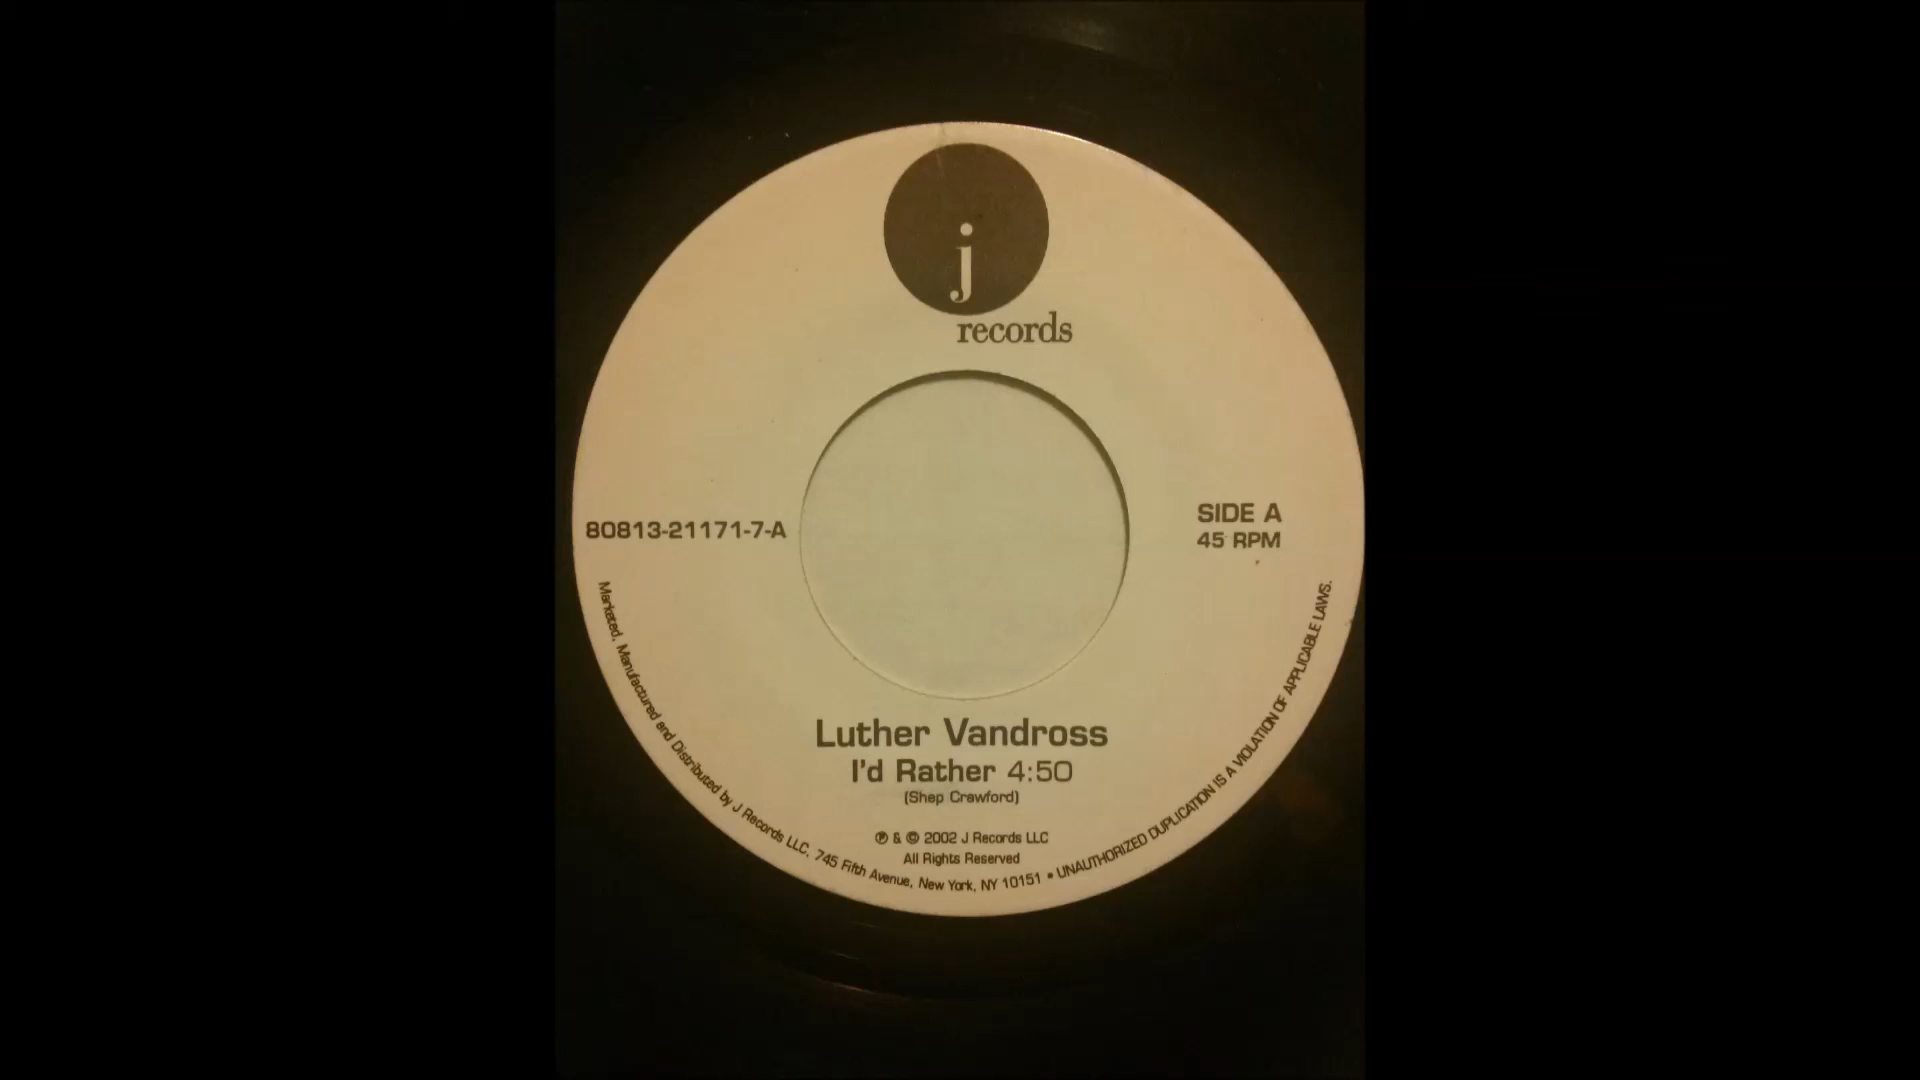 j
records
80813-21171-7-A
SIDE A
45 RPM
Luther Vandross
I'd Rather 4:50
(Shep Crawford)
℗ & © 2002 J Records LLC
All Rights Reserved
Marketed, Manufactured and Distributed by J Records LLC, 745 Fifth Avenue, New York, NY 10151 • UNAUTHORIZED DUPLICATION IS A VIOLATION OF APPLICABLE LAWS.